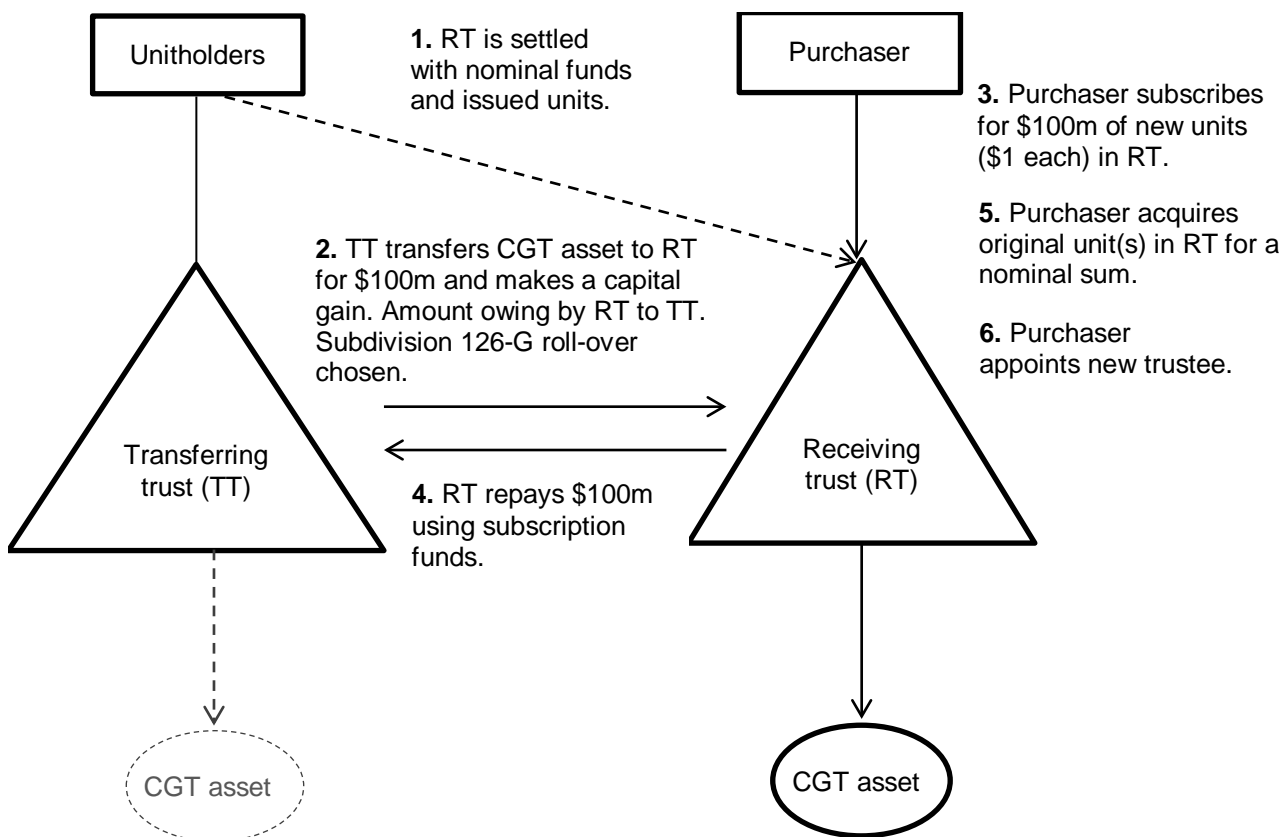 Unitholders
1. RT is settled
with nominal funds
and issued units.
Purchaser
3. Purchaser subscribes
for $100m of new units
($1 each) in RT.
5. Purchaser acquires
original unit(s) in RT for a
nominal sum.
6. Purchaser
appoints new trustee.
2. TT transfers CGT asset to RT
for $100m and makes a capital
gain. Amount owing by RT to TT.
Subdivision 126-G roll-over
chosen.
Transferring
trust (TT)
4. RT repays $100m
using subscription
funds.
Receiving
trust (RT)
CGT asset
CGT asset